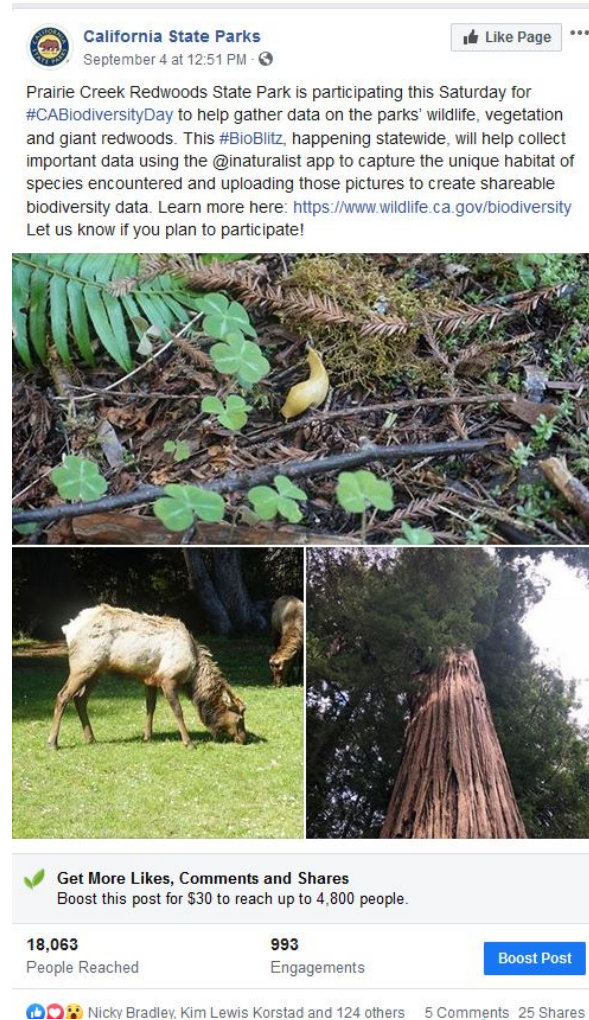 California State Parks
Like Page
September 4 at 12:51 PM ·
Prairie Creek Redwoods State Park is participating this Saturday for
#CABiodiversityDay to help gather data on the parks' wildlife, vegetation
and giant redwoods. This #BioBlitz, happening statewide, will help collect
important data using the @inaturalist app to capture the unique habitat of
species encountered and uploading those pictures to create shareable
biodiversity data. Learn more here: https://www.wildlife.ca.gov/biodiversity
Let us know if you plan to participate!
Get More Likes, Comments and Shares
Boost this post for $30 to reach up to 4,800 people.
18,063 993
People Reached Engagements Boost Post
Nicky Bradley, Kim Lewis Korstad and 124 others 5 Comments 25 Shares